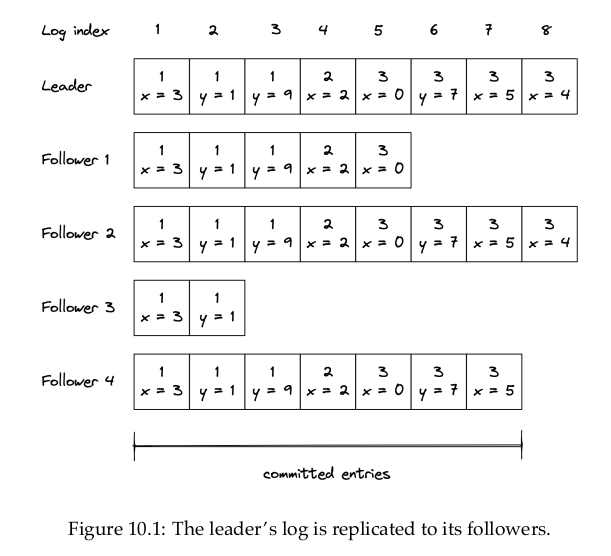 Log index 1 2 3 4 5 6 7 8
Leader
1 1 1 2 3 3 3 3
x = 3 y = 1 y = 9 x = 2 x = 0 y = 7 x = 5 x = 4
Follower 1
1 1 1 2 3
x = 3 y = 1 y = 9 x = 2 x = 0
Follower 2
1 1 1 2 3 3 3 3
x = 3 y = 1 y = 9 x = 2 x = 0 y = 7 x = 5 x = 4
Follower 3
1 1
x = 3 y = 1
Follower 4
1 1 1 2 3 3 3
x = 3 y = 1 y = 9 x = 2 x = 0 y = 7 x = 5
committed entries
Figure 10.1: The leader's log is replicated to its followers.